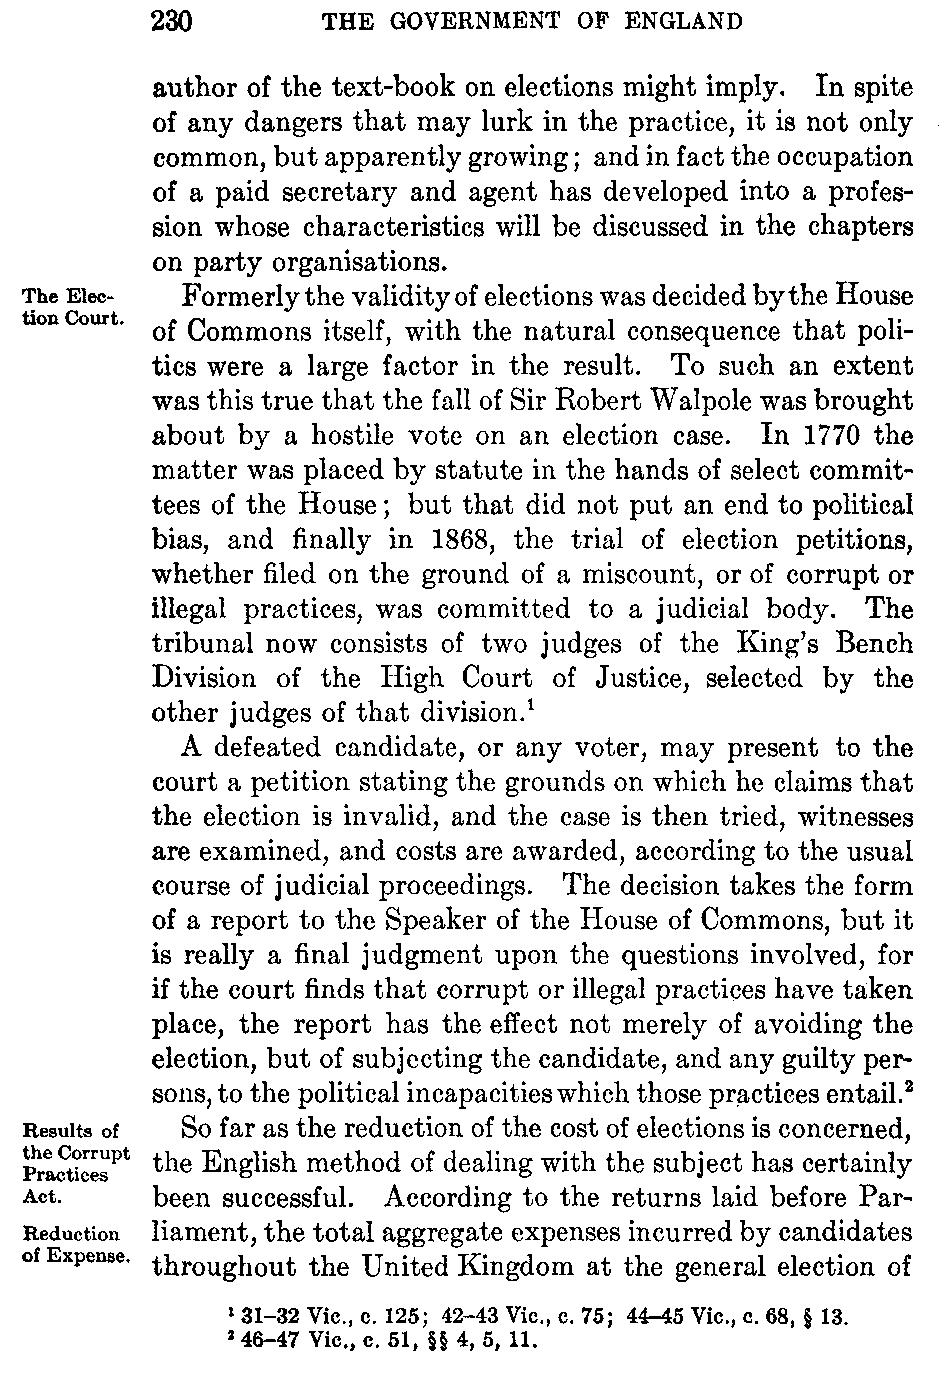 230 THE GOVERNMENT OF ENGLAND
author of the text-book on elections might imply. In spite
of any dangers that may lurk in the practice, it is not only
common, but apparently growing; and in fact the occupation
of a paid secretary and agent has developed into a profes-
sion whose characteristics will be discussed in the chapters
on party organisations.
The Elec-
tion Court.
Formerly the validity of elections was decided by the House
of Commons itself, with the natural consequence that poli-
tics were a large factor in the result. To such an extent
was this true that the fall of Sir Robert Walpole was brought
about by a hostile vote on an election case. In 1770 the
matter was placed by statute in the hands of select commit-
tees of the House; but that did not put an end to political
bias, and finally in 1868, the trial of election petitions,
whether filed on the ground of a miscount, or of corrupt or
illegal practices, was committed to a judicial body. The
tribunal now consists of two judges of the King's Bench
Division of the High Court of Justice, selected by the
other judges of that division.¹
A defeated candidate, or any voter, may present to the
court a petition stating the grounds on which he claims that
the election is invalid, and the case is then tried, witnesses
are examined, and costs are awarded, according to the usual
course of judicial proceedings. The decision takes the form
of a report to the Speaker of the House of Commons, but it
is really a final judgment upon the questions involved, for
if the court finds that corrupt or illegal practices have taken
place, the report has the effect not merely of avoiding the
election, but of subjecting the candidate, and any guilty per-
sons, to the political incapacities which those practices entail.²
Results of
the Corrupt
Practices
Act.
Reduction
of Expense.
So far as the reduction of the cost of elections is concerned,
the English method of dealing with the subject has certainly
been successful. According to the returns laid before Par-
liament, the total aggregate expenses incurred by candidates
throughout the United Kingdom at the general election of
¹ 31–32 Vic., c. 125; 42–43 Vic., c. 75; 44–45 Vic., c. 68, § 13.
² 46–47 Vic., c. 51, §§ 4, 5, 11.